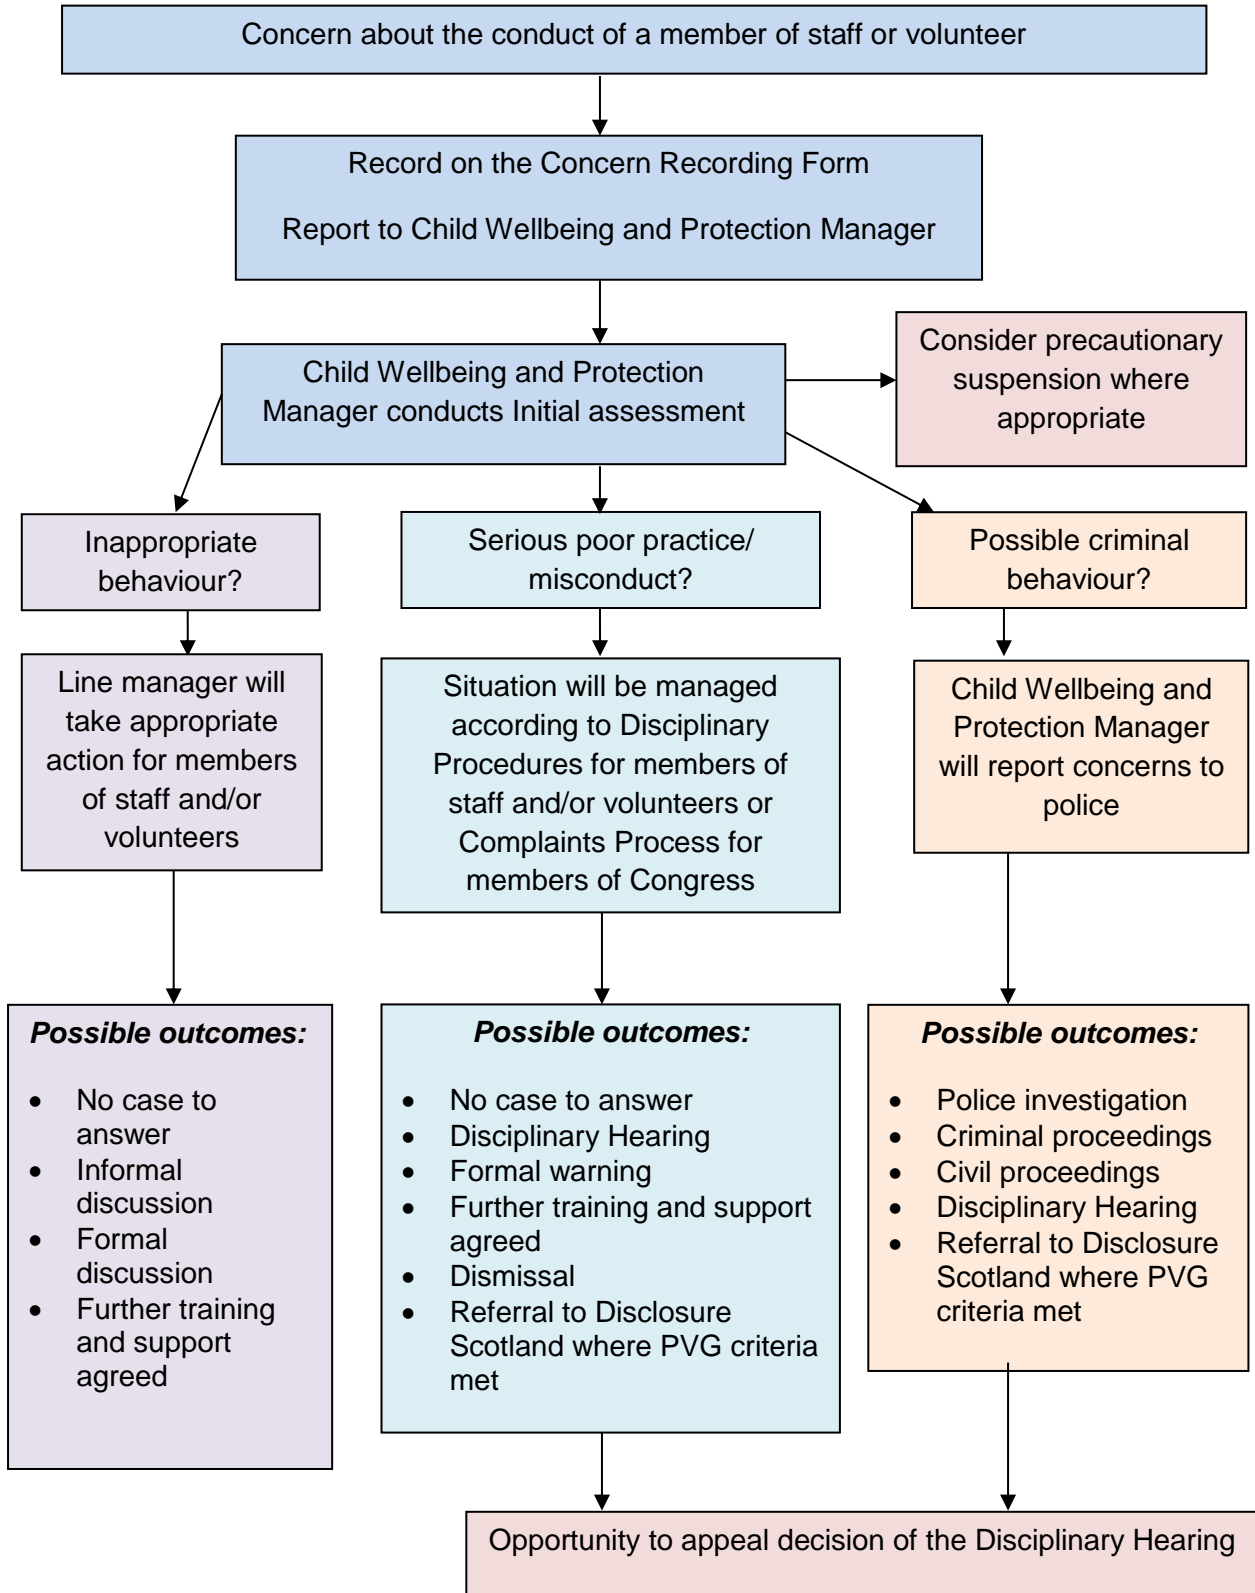 Concern about the conduct of a member of staff or volunteer
Record on the Concern Recording Form
Report to Child Wellbeing and Protection Manager
Child Wellbeing and Protection
Manager conducts Initial assessment
Consider precautionary
suspension where
appropriate
Inappropriate
behaviour?
Serious poor practice/
misconduct?
Possible criminal
behaviour?
Line manager will
take appropriate
action for members
of staff and/or
volunteers
Situation will be managed
according to Disciplinary
Procedures for members of
staff and/or volunteers or
Complaints Process for
members of Congress
Child Wellbeing and
Protection Manager
will report concerns to
police
Possible outcomes:
• No case to
answer
• Informal
discussion
• Formal
discussion
• Further training
and support
agreed
Possible outcomes:
• No case to answer
• Disciplinary Hearing
• Formal warning
• Further training and support
agreed
• Dismissal
• Referral to Disclosure
Scotland where PVG criteria
met
Possible outcomes:
• Police investigation
• Criminal proceedings
• Civil proceedings
• Disciplinary Hearing
• Referral to Disclosure
Scotland where PVG
criteria met
Opportunity to appeal decision of the Disciplinary Hearing